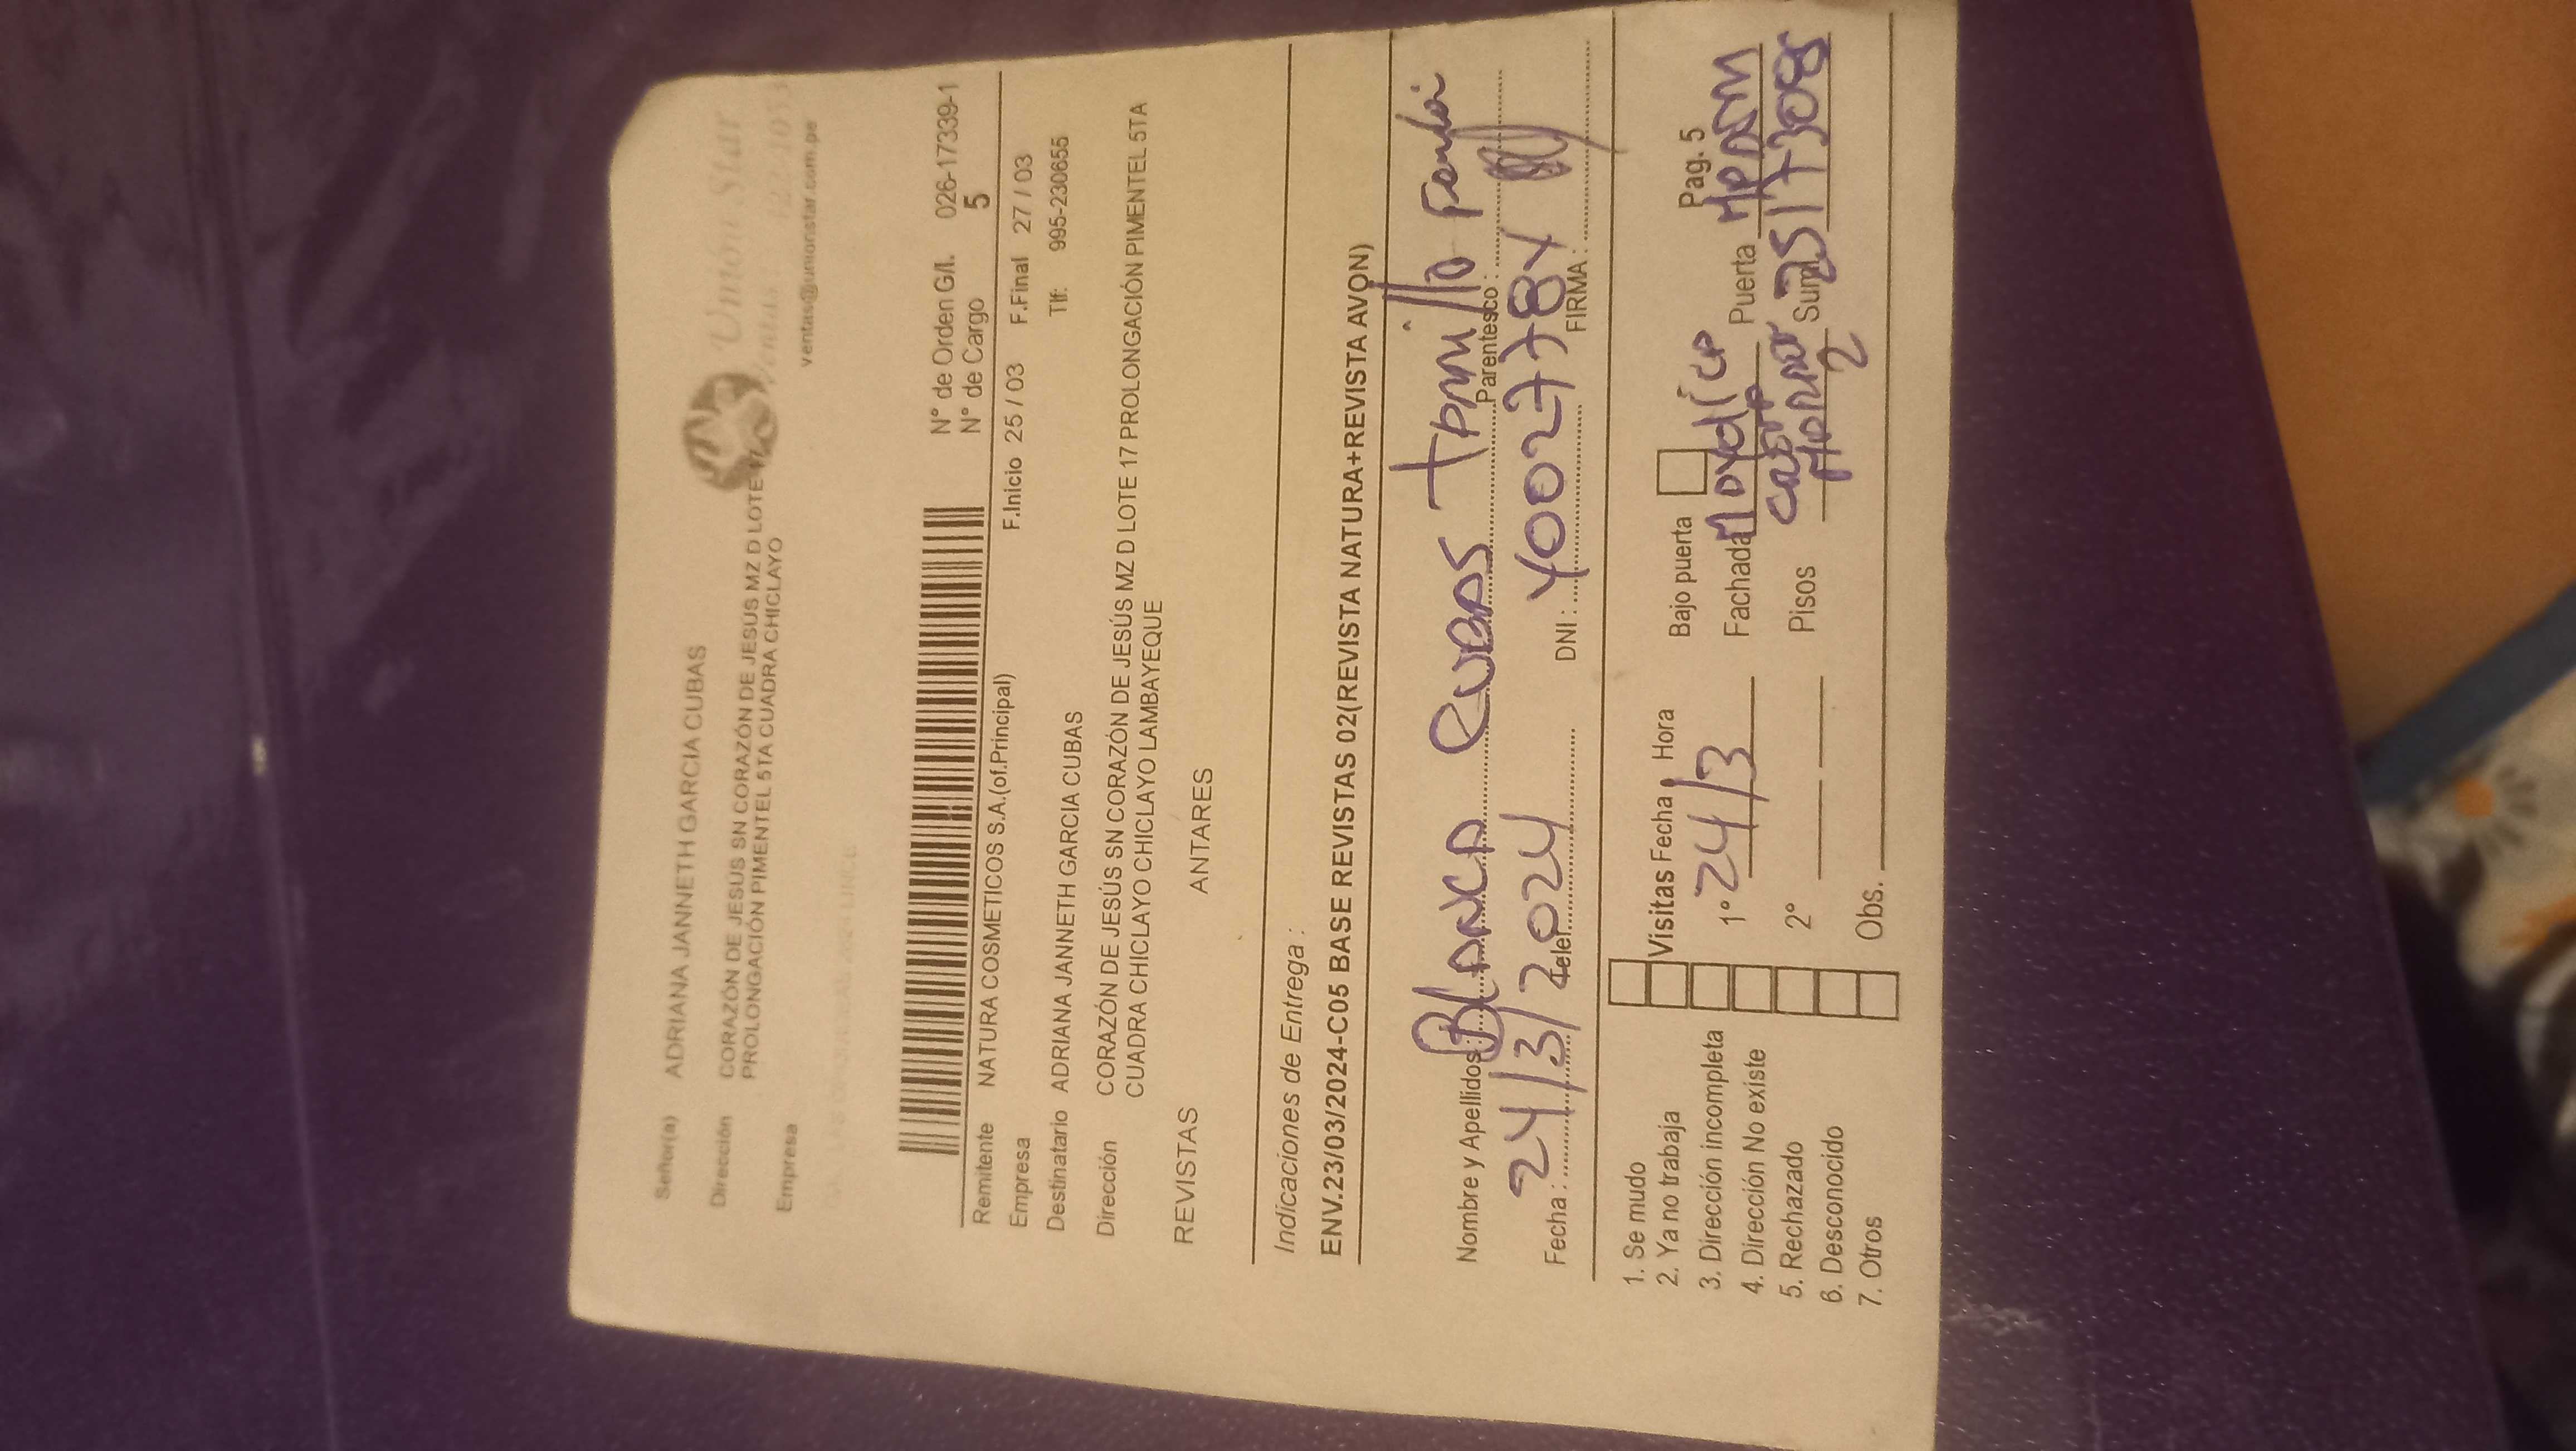 Señor(a) ADRIANA JANNETH GARCIA CUBAS
Dirección CORAZÓN DE JESUS SN CORAZÓN DE JESUS MZ D LOTE 17
PROLONGACIÓN PIMENTEL 5TA CUADRA CHICLAYO
Empresa
Union Star
Ventas
ventas@unionstar.com.pe
N° de Orden G/I. 026-17339-1
N° de Cargo 5
Remitente NATURA COSMETICOS S.A.(of.Principal) F.Inicio 25 / 03 F.Final 27 / 03
Empresa
Destinatario ADRIANA JANNETH GARCIA CUBAS Tlf: 995-230655
Dirección CORAZÓN DE JESÚS SN CORAZÓN DE JESÚS MZ D LOTE 17 PROLONGACIÓN PIMENTEL 5TA
CUADRA CHICLAYO CHICLAYO CHICLAYO LAMBAYEQUE
REVISTAS ANTARES
Indicaciones de Entrega :
ENV.23/03/2024-C05 BASE REVISTAS 02(REVISTA NATURA+REVISTA AVON)
Nombre y Apellidos: BLANCA CUBAS Parentesco :
Fecha : 24/3/2024 Telef. DNI : FIRMA :
1. Se mudo
2. Ya no trabaja
3. Dirección incompleta
4. Dirección No existe
5. Rechazado
6. Desconocido
7. Otros
Visitas Fecha Hora Bajo puerta Pag. 5
1° 24/3 Fachada Puerta
2° Pisos 2 Sum. 25177308
Obs.